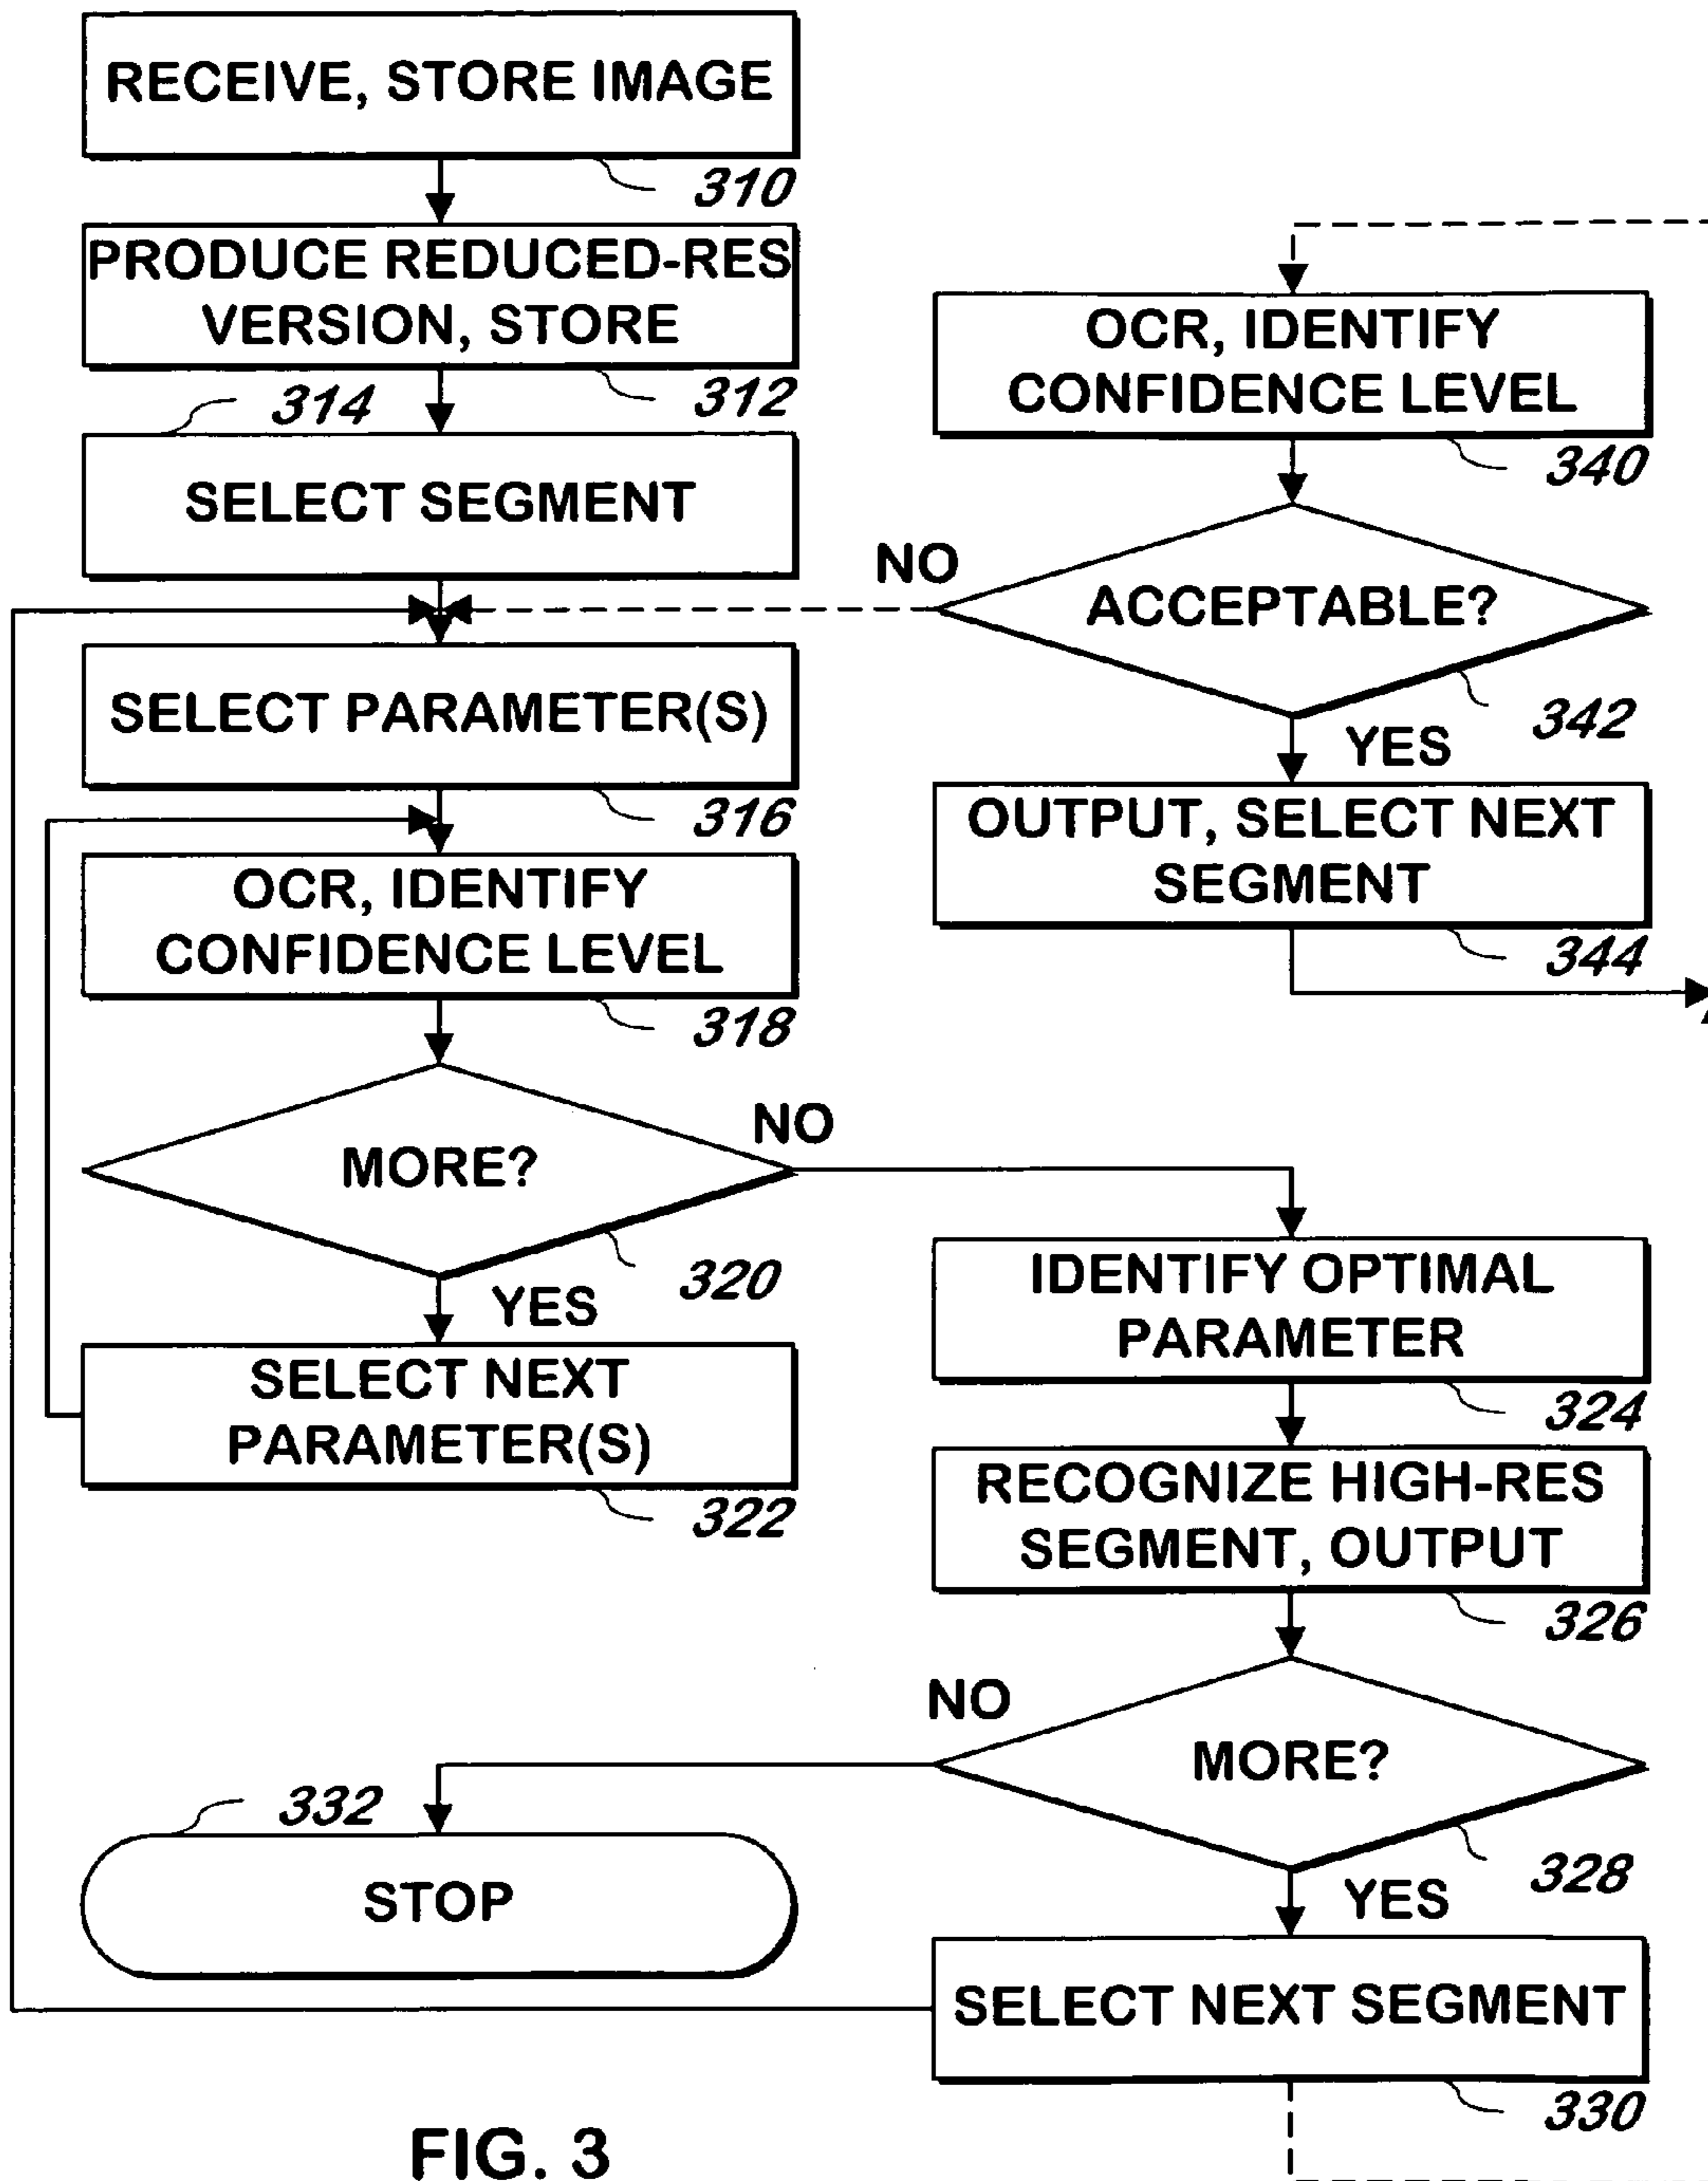 RECEIVE, STORE IMAGE
310
PRODUCE REDUCED-RES
VERSION, STORE
312
314
SELECT SEGMENT
SELECT PARAMETER(S)
316
OCR, IDENTIFY
CONFIDENCE LEVEL
318
MORE?
NO
320
YES
SELECT NEXT
PARAMETER(S)
322
OCR, IDENTIFY
CONFIDENCE LEVEL
340
NO
ACCEPTABLE?
342
YES
OUTPUT, SELECT NEXT
SEGMENT
344
IDENTIFY OPTIMAL
PARAMETER
324
RECOGNIZE HIGH-RES
SEGMENT, OUTPUT
326
NO
MORE?
328
YES
332
STOP
SELECT NEXT SEGMENT
330
FIG. 3